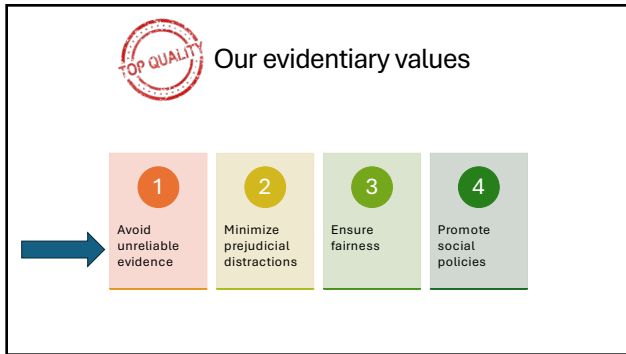 TOP QUALITY
Our evidentiary values
1
Avoid
unreliable
evidence
2
Minimize
prejudicial
distractions
3
Ensure
fairness
4
Promote
social
policies